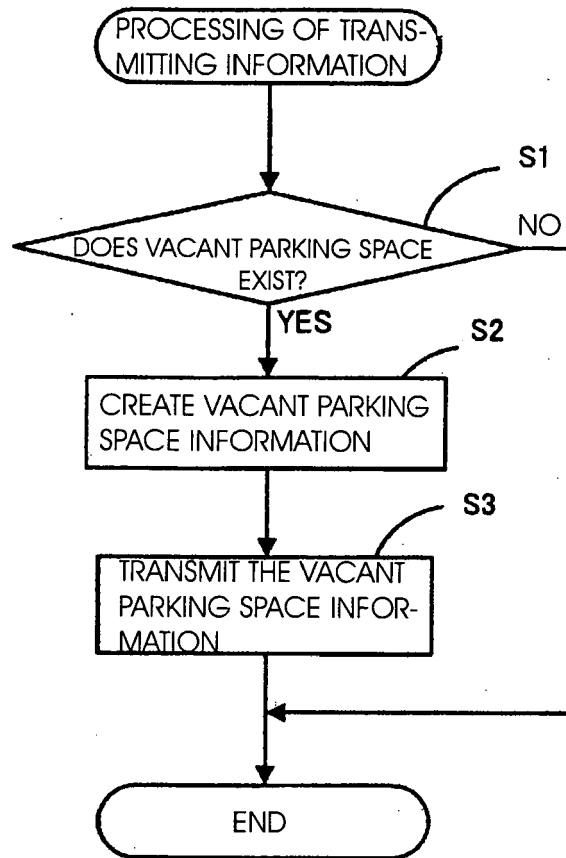 PROCESSING OF TRANS-
MITTING INFORMATION
S1
NO
DOES VACANT PARKING SPACE
EXIST?
YES
S2
CREATE VACANT PARKING
SPACE INFORMATION
S3
TRANSMIT THE VACANT
PARKING SPACE INFOR-
MATION
END